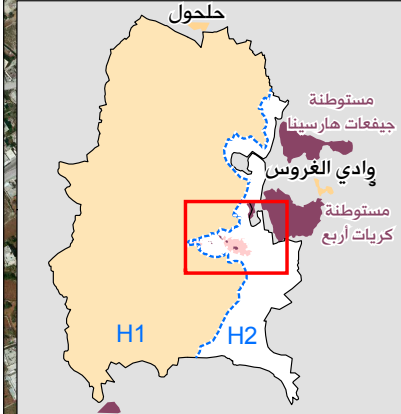 حلحول
مستوطنة
جيفعات هارسينا
وادي الغروس
مستوطنة
كريات أربع
H1
H2